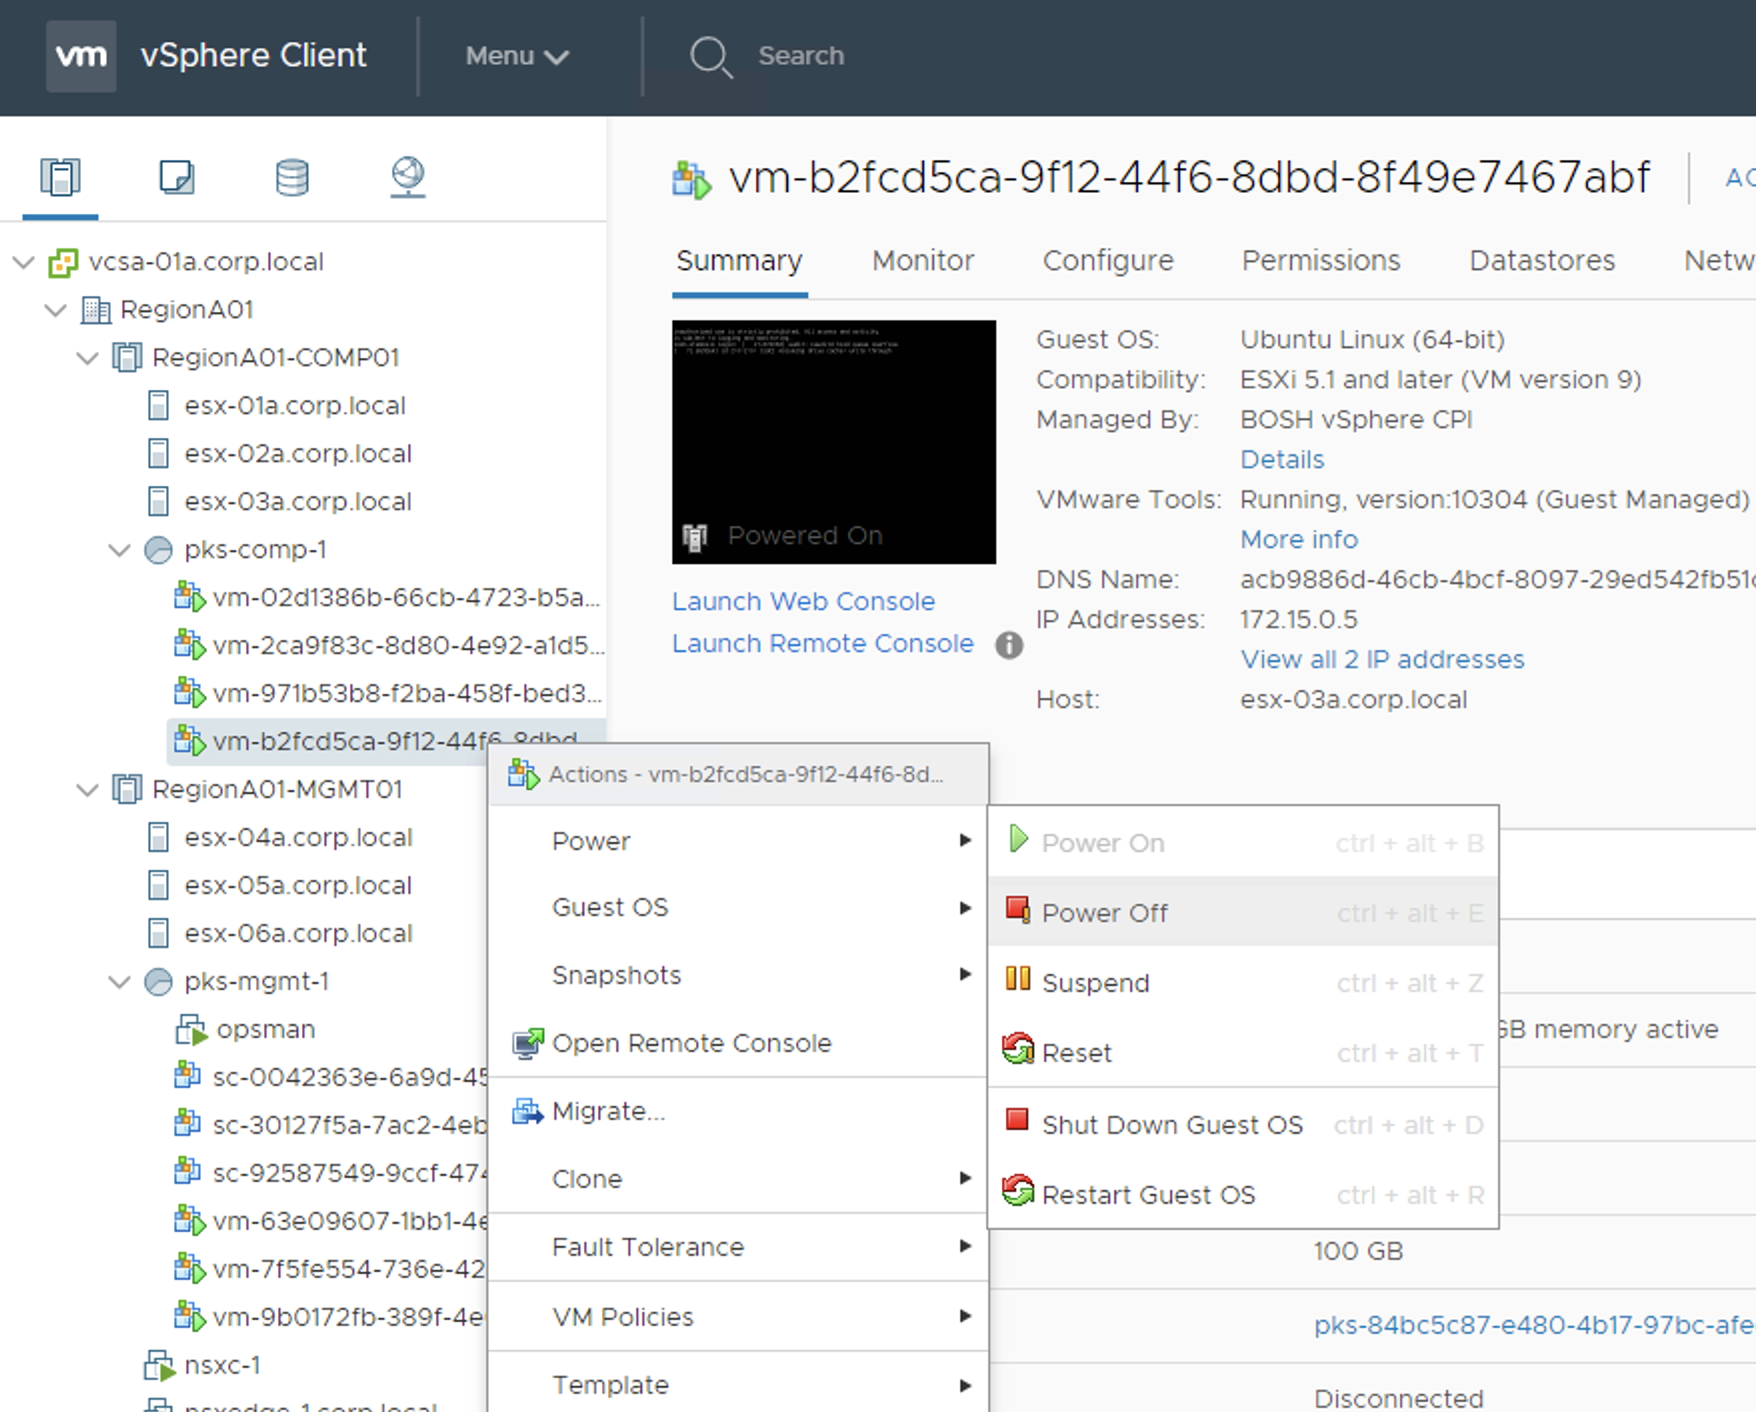 vm vSphere Client Menu Search
vm-b2fcd5ca-9f12-44f6-8dbd-8f49e7467abf
Summary Monitor Configure Permissions Datastores Netw
vcsa-01a.corp.local
RegionA01
RegionA01-COMP01
esx-01a.corp.local
esx-02a.corp.local
esx-03a.corp.local
pks-comp-1
vm-02d1386b-66cb-4723-b5a...
vm-2ca9f83c-8d80-4e92-a1d5...
vm-971b53b8-f2ba-458f-bed3...
vm-b2fcd5ca-9f12-44f6-8dbd
RegionA01-MGMT01
esx-04a.corp.local
esx-05a.corp.local
esx-06a.corp.local
pks-mgmt-1
opsman
sc-0042363e-6a9d-45
sc-30127f5a-7ac2-4eb
sc-92587549-9ccf-474
vm-63e09607-1bb1-4e
vm-7f5fe554-736e-42
vm-9b0172fb-389f-4e
nsxc-1
nsxedge-1.corp.local
Powered On
Launch Web Console
Launch Remote Console
Guest OS: Ubuntu Linux (64-bit)
Compatibility: ESXi 5.1 and later (VM version 9)
Managed By: BOSH vSphere CPI
Details
VMware Tools: Running, version:10304 (Guest Managed)
More info
DNS Name: acb9886d-46cb-4bcf-8097-29ed542fb51c
IP Addresses: 172.15.0.5
View all 2 IP addresses
Host: esx-03a.corp.local
Actions - vm-b2fcd5ca-9f12-44f6-8d...
Power
Guest OS
Snapshots
Open Remote Console
Migrate...
Clone
Fault Tolerance
VM Policies
Template
Power On ctrl + alt + B
Power Off ctrl + alt + E
Suspend ctrl + alt + Z
Reset ctrl + alt + T
Shut Down Guest OS ctrl + alt + D
Restart Guest OS ctrl + alt + R
GB memory active
100 GB
pks-84bc5c87-e480-4b17-97bc-afe
Disconnected